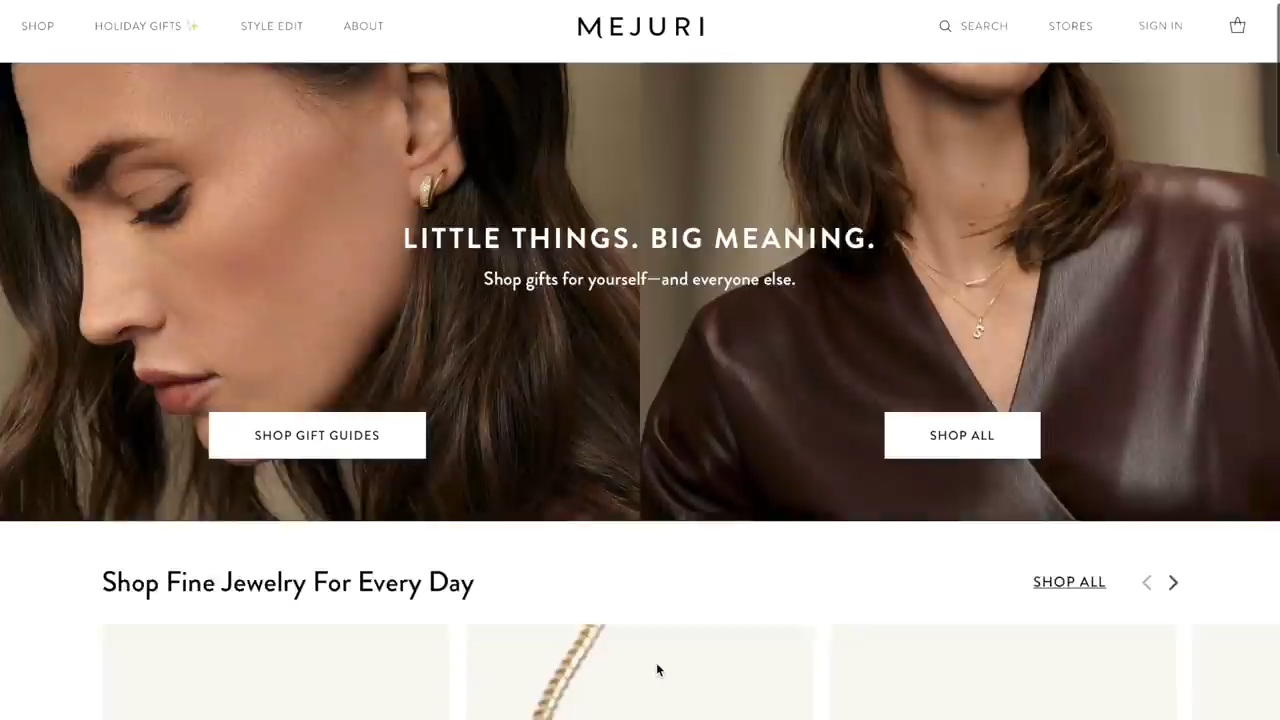 SHOP HOLIDAY GIFTS ✨ STYLE EDIT ABOUT MEJURI SEARCH STORES SIGN IN
LITTLE THINGS. BIG MEANING.
Shop gifts for yourself—and everyone else.
SHOP GIFT GUIDES SHOP ALL
Shop Fine Jewelry For Every Day SHOP ALL